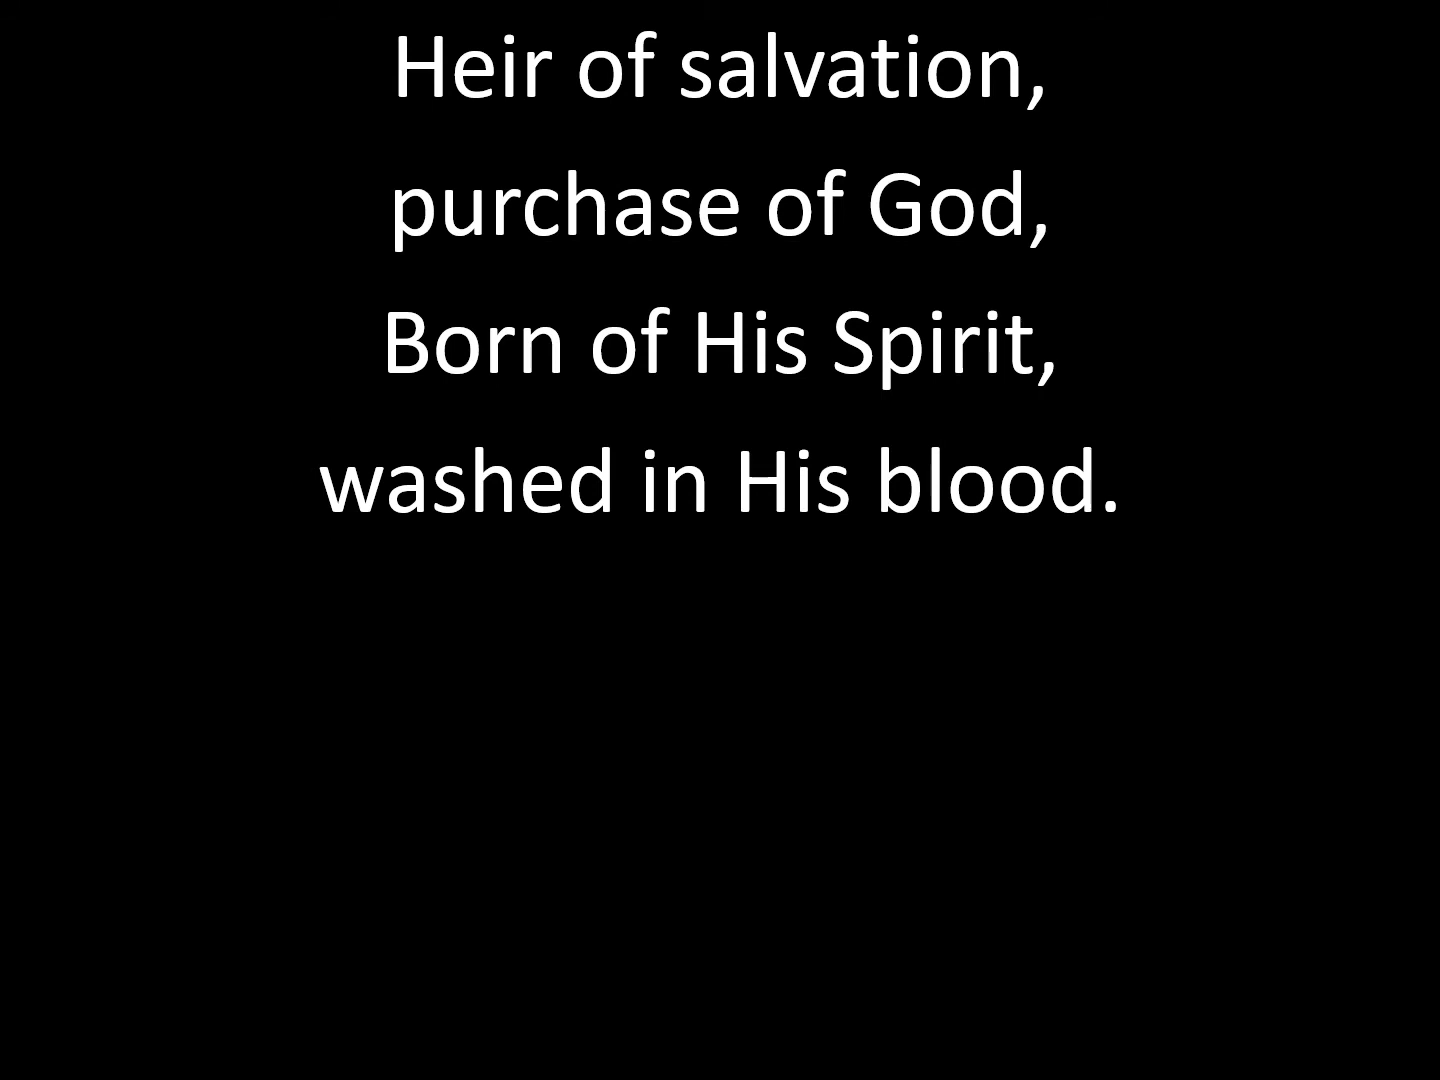 Heir of salvation,
purchase of God,
Born of His Spirit,
washed in His blood.